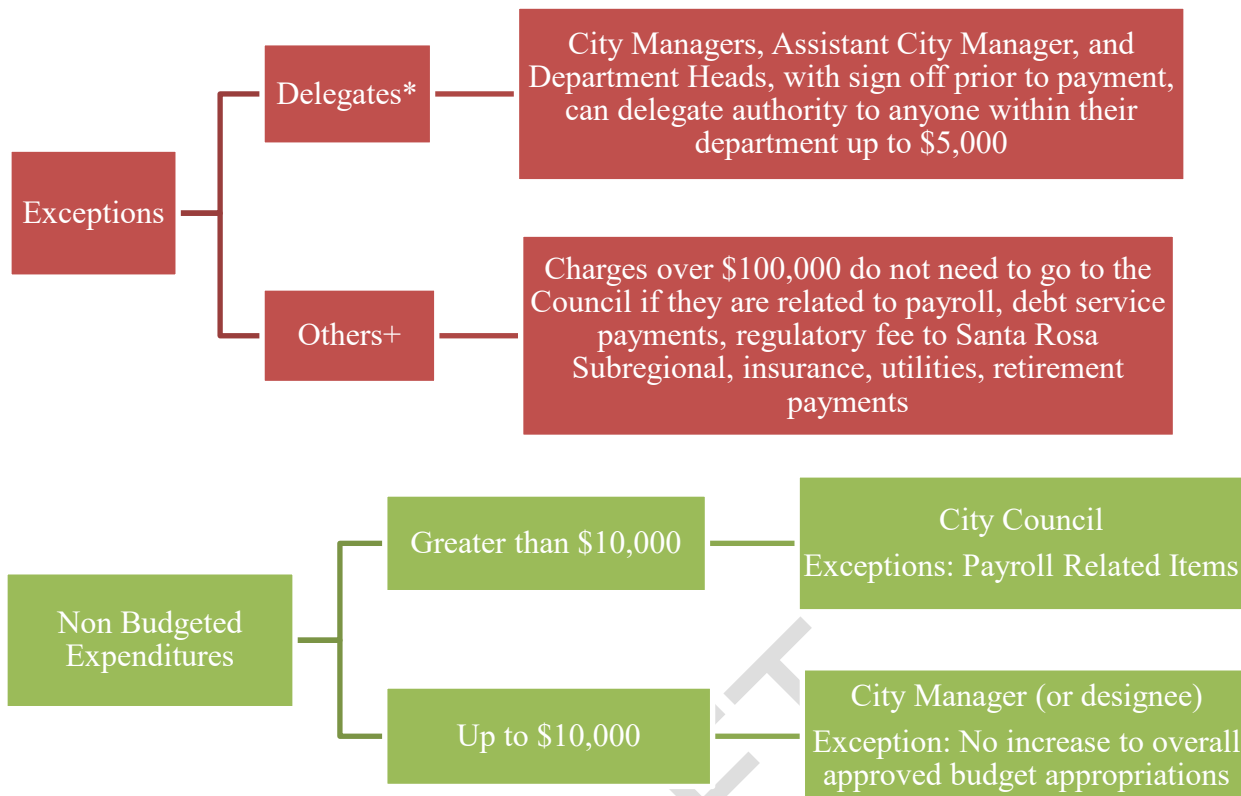 Exceptions
Delegates*
City Managers, Assistant City Manager, and
Department Heads, with sign off prior to payment,
can delegate authority to anyone within their
department up to $5,000
Others+
Charges over $100,000 do not need to go to the
Council if they are related to payroll, debt service
payments, regulatory fee to Santa Rosa
Subregional, insurance, utilities, retirement
payments
Non Budgeted
Expenditures
Greater than $10,000
City Council
Exceptions: Payroll Related Items
Up to $10,000
City Manager (or designee)
Exception: No increase to overall
approved budget appropriations